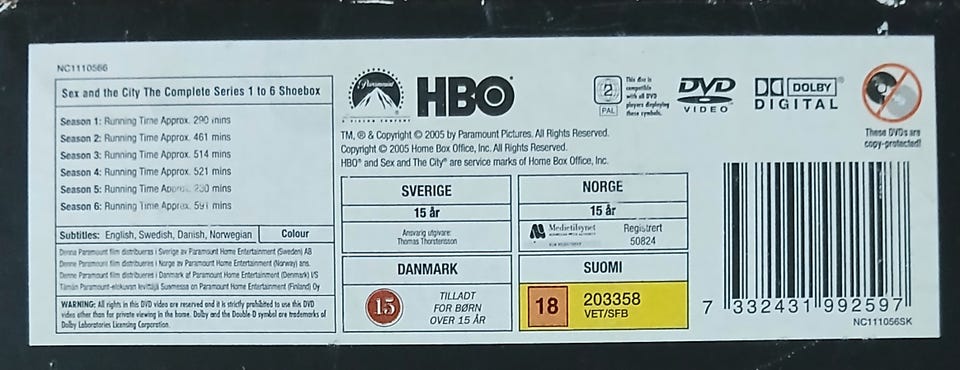 NC1110566
Sex and the City The Complete Series 1 to 6 Shoebox
Season 1: Running Time Approx. 290 mins
Season 2: Running Time Approx. 461 mins
Season 3: Running Time Approx. 514 mins
Season 4: Running Time Approx. 521 mins
Season 5: Running Time Approx. 230 mins
Season 6: Running Time Approx. 591 mins
Subtitles: English, Swedish, Danish, Norwegian
Colour
Denne Paramount film distribueras i Sverige av Paramount Home Entertainment (Sweden) AB
Denne Paramount film distribueres i Norge av Paramount Home Entertainment (Norway) ans.
Denne Paramount film distribueres i Danmark af Paramount Home Entertainment (Denmark) I/S
Tämän Paramount-elokuvan levittäjä Suomessa on Paramount Home Entertainment (Finland) Oy
WARNING: All rights in this DVD video are reserved and it is strictly prohibited to use this DVD
video other than for private viewing in the home. Dolby and the Double-D symbol are trademarks of
Dolby Laboratories Licensing Corporation.
Paramount
A VIACOM COMPANY
HBO®
TM, ® & Copyright © 2005 by Paramount Pictures. All Rights Reserved.
Copyright © 2005 Home Box Office, Inc. All Rights Reserved.
HBO® and Sex and The City® are service marks of Home Box Office, Inc.
SVERIGE
15 år
Ansvarig utgivare:
Thomas Thorstensson
NORGE
15 år
Medietilsynet
Registrert
50824
DANMARK
15
TILLADT
FOR BØRN
OVER 15 ÅR
SUOMI
18
203358
VET/SFB
2
PAL
This disc is
compatible
with all DVD
players displaying
these symbols.
DVD
VIDEO
DOLBY®
DIGITAL
These DVDs are
copy-protected!
7 332431 992597
NC111056SK